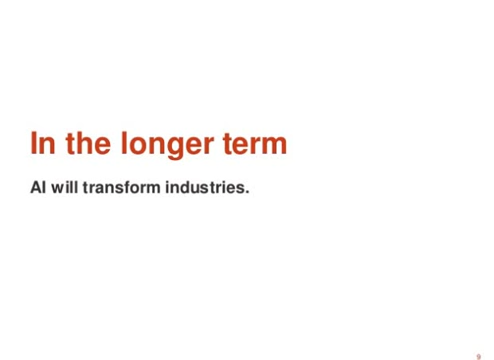 In the longer term
AI will transform industries.
9